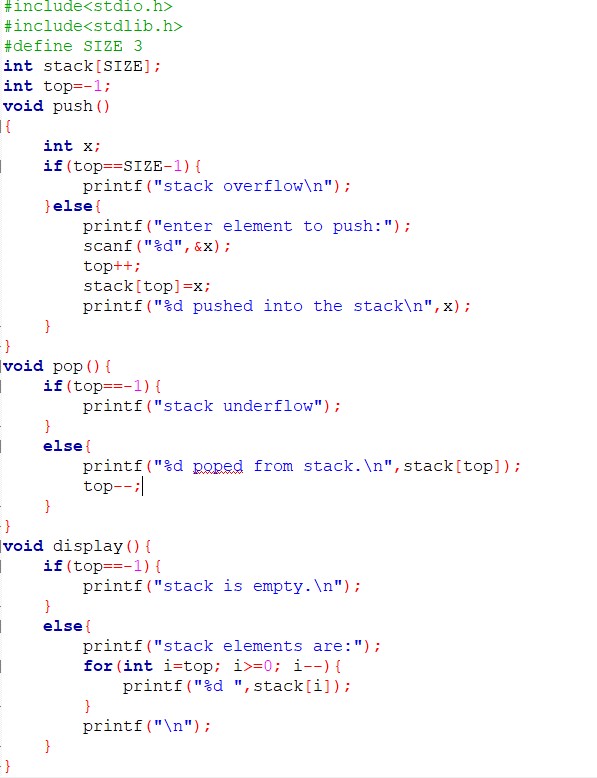 #include<stdio.h>
#include<stdlib.h>
#define SIZE 3
int stack[SIZE];
int top=-1;
void push()
{
    int x;
    if(top==SIZE-1){
        printf("stack overflow\n");
    }else{
        printf("enter element to push:");
        scanf("%d",&x);
        top++;
        stack[top]=x;
        printf("%d pushed into the stack\n",x);
    }
}
void pop(){
    if(top==-1){
        printf("stack underflow");
    }
    else{
        printf("%d poped from stack.\n",stack[top]);
        top--;
    }
}
void display(){
    if(top==-1){
        printf("stack is empty.\n");
    }
    else{
        printf("stack elements are:");
        for(int i=top; i>=0; i--){
            printf("%d ",stack[i]);
        }
        printf("\n");
    }
}